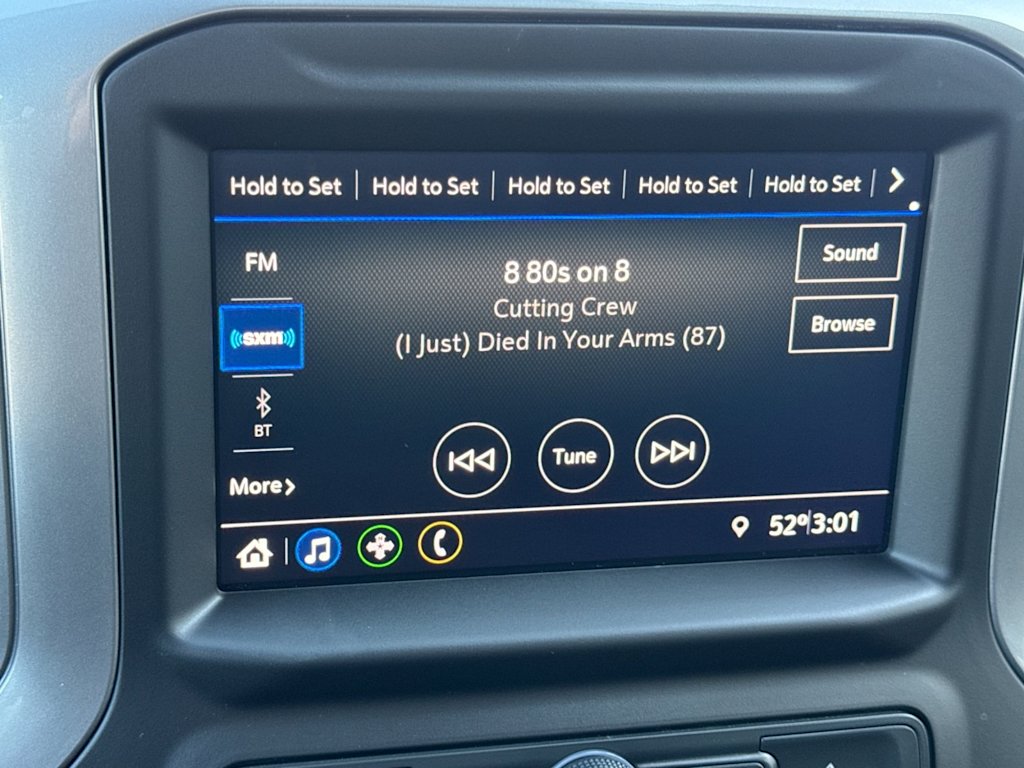 Hold to Set Hold to Set Hold to Set Hold to Set Hold to Set
FM
8 80s on 8
Sound
Cutting Crew
sxm
(I Just) Died In Your Arms (87)
Browse
BT
Tune
More
52° 3:01